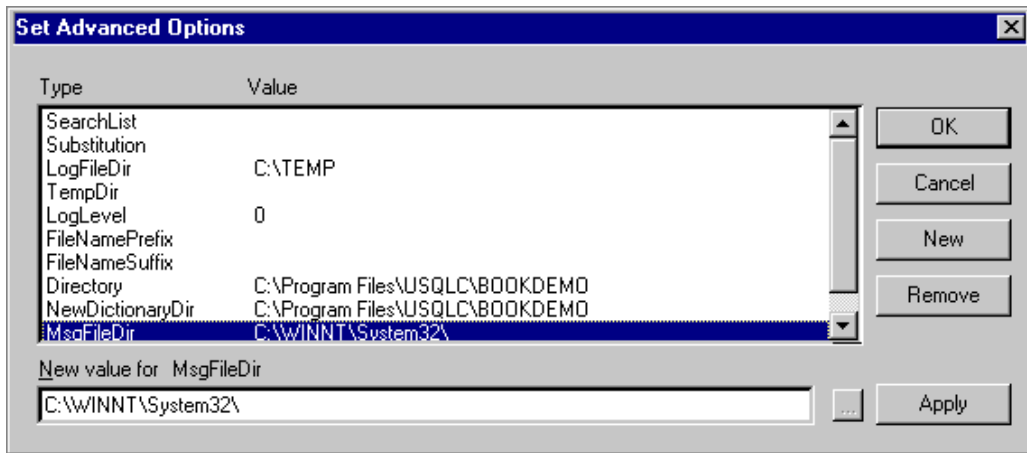 Set Advanced Options
Type Value
SearchList
Substitution
LogFileDir C:\TEMP
TempDir
LogLevel 0
FileNamePrefix
FileNameSuffix
Directory C:\Program Files\USQLC\BOOKDEMO
NewDictionaryDir C:\Program Files\USQLC\BOOKDEMO
MsgFileDir C:\WINNT\System32\
OK
Cancel
New
Remove
New value for MsgFileDir
C:\WINNT\System32\
...
Apply